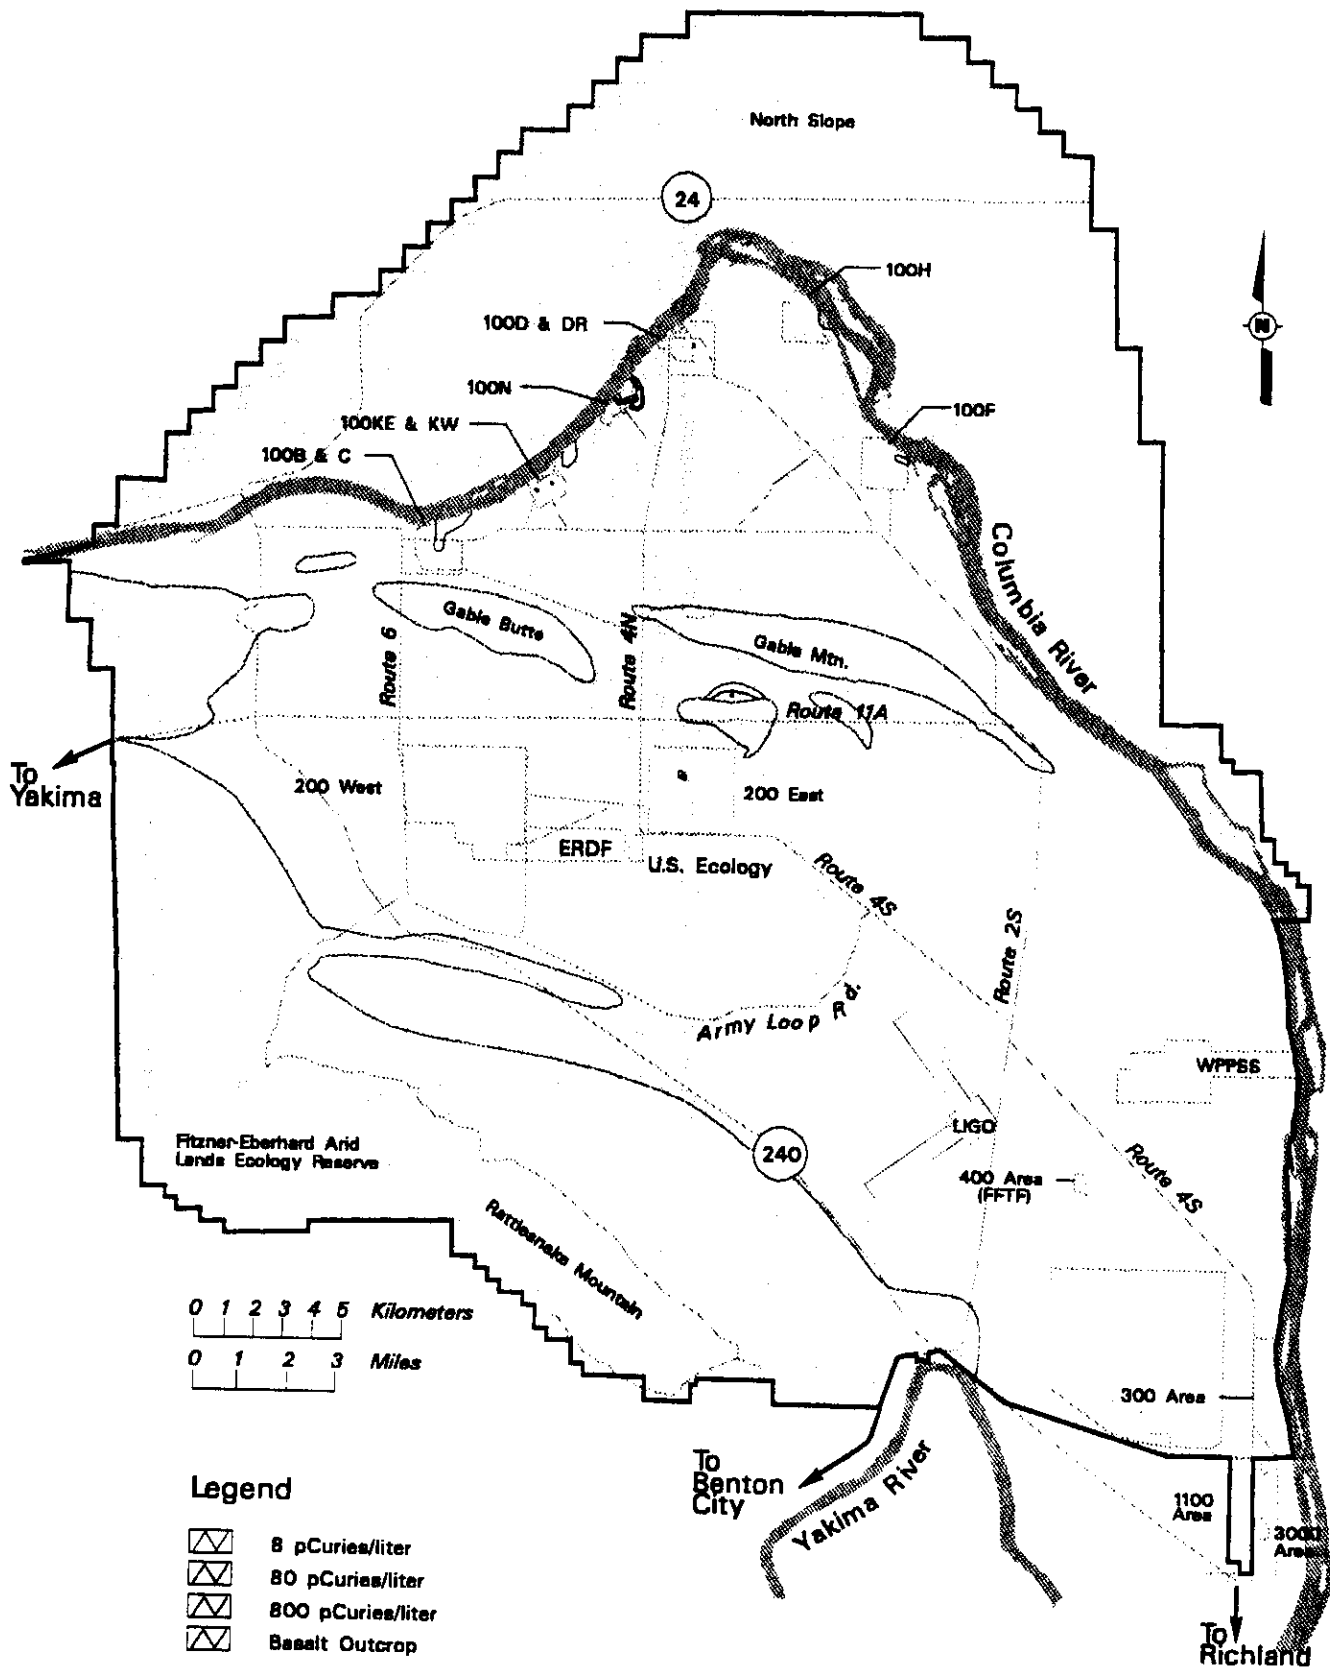 North Slope
24
N
100H
100D & DR
100N
100F
100KE & KW
100B & C
Columbia River
Gable Butte
Gable Mtn.
Route 6
Route 4N
Route 11A
To
Yakima
200 West
200 East
ERDF
U.S. Ecology
Route 4S
Route 2S
Army Loop Rd.
WPPSS
LIGO
Fitzner-Eberhard Arid
Lands Ecology Reserve
240
400 Area
(FFTF)
Route 4S
Rattlesnake Mountain
0 1 2 3 4 5 Kilometers
0 1 2 3 Miles
300 Area
To
Benton
City
Yakima River
1100
Area
3000
Area
To
Richland
Legend
8 pCuries/liter
80 pCuries/liter
800 pCuries/liter
Basalt Outcrop